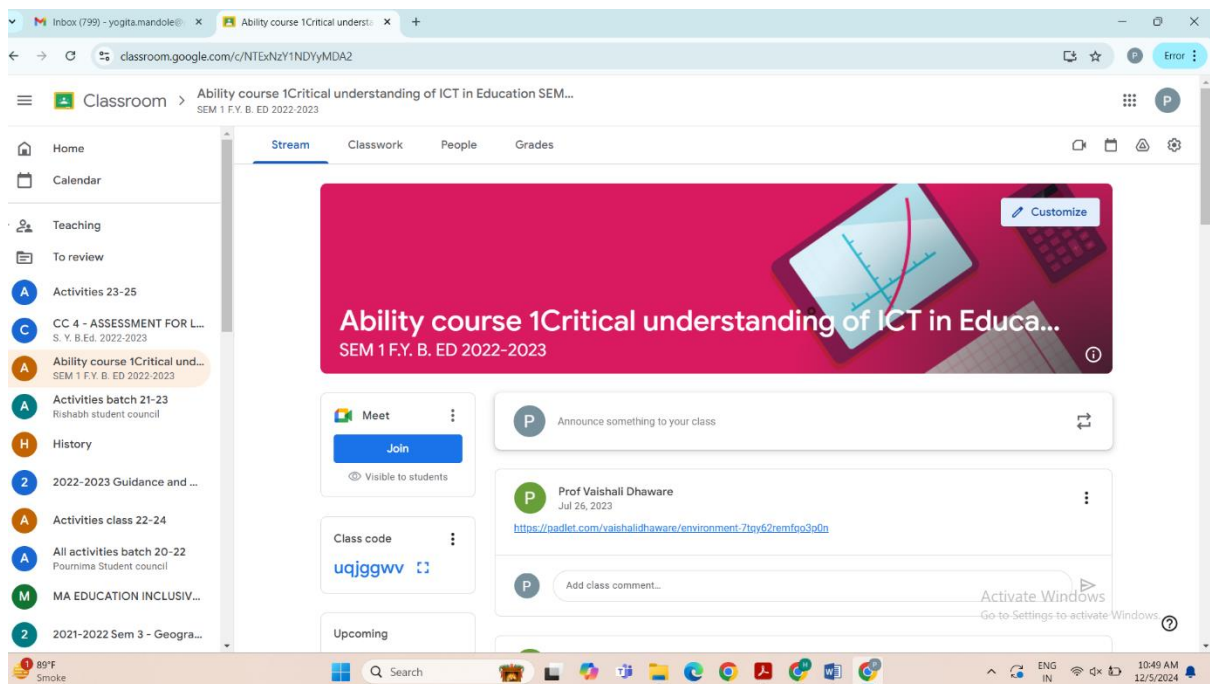 Inbox (799) - yogita.mandole@
Ability course 1Critical understa
classroom.google.com/c/NTExNzY1NDYyMDA2
Error
Classroom
Ability course 1Critical understanding of ICT in Education SEM...
SEM 1 F.Y. B. ED 2022-2023
P
Home
Calendar
Teaching
To review
A
Activities 23-25
C
CC 4 - ASSESSMENT FOR L...
S. Y. B.Ed. 2022-2023
A
Ability course 1Critical und...
SEM 1 F.Y. B. ED 2022-2023
A
Activities batch 21-23
Rishabh student council
H
History
2
2022-2023 Guidance and ...
A
Activities class 22-24
A
All activities batch 20-22
Pournima Student council
M
MA EDUCATION INCLUSIV...
2
2021-2022 Sem 3 - Geogra...
Stream Classwork People Grades
Customize
Ability course 1Critical understanding of ICT in Educa...
SEM 1 F.Y. B. ED 2022-2023
Meet
Join
Visible to students
Class code
uqjggwv
Upcoming
P
Announce something to your class
P
Prof Vaishali Dhaware
Jul 26, 2023
https://padlet.com/vaishalidhaware/environment-7tqy62remfqo3p0n
P
Add class comment...
Activate Windows
Go to Settings to activate Windows.
1
89°F
Smoke
Search
ENG
IN
10:49 AM
12/5/2024